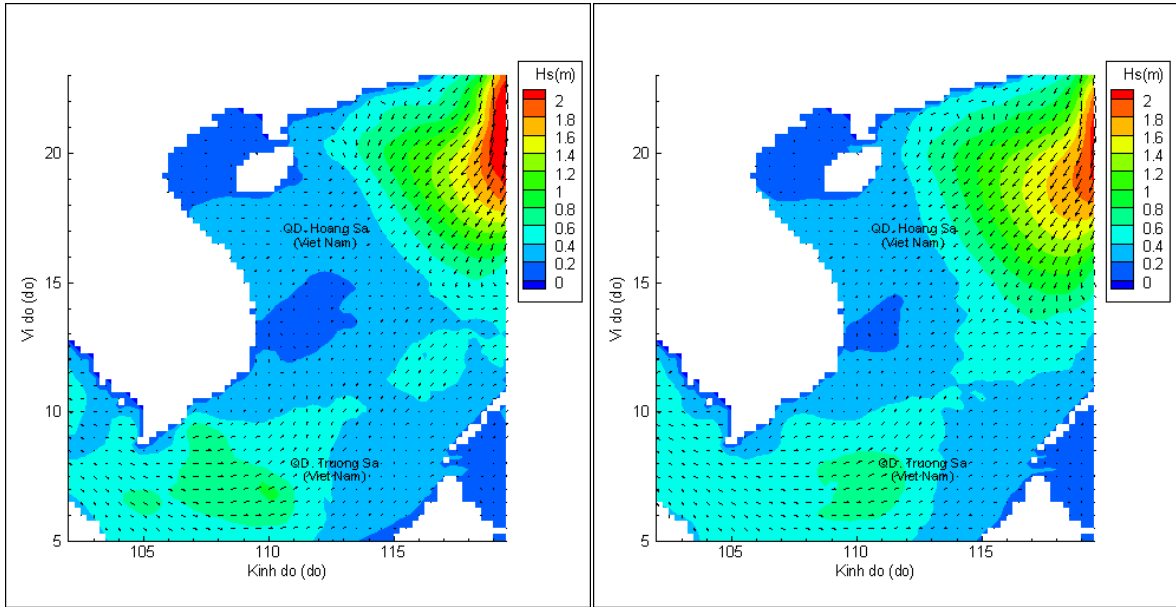 Hs(m)
2
1.8
1.6
1.4
1.2
1
0.8
0.6
0.4
0.2
0
20
15
10
5
Vi do (do)
QD. Hoang Sa
(Viet Nam)
QD. Truong Sa
(Viet Nam)
105
110
115
Kinh do (do)
Hs(m)
2
1.8
1.6
1.4
1.2
1
0.8
0.6
0.4
0.2
0
20
15
10
5
Vi do (do)
QD. Hoang Sa
(Viet Nam)
QD. Truong Sa
(Viet Nam)
105
110
115
Kinh do (do)